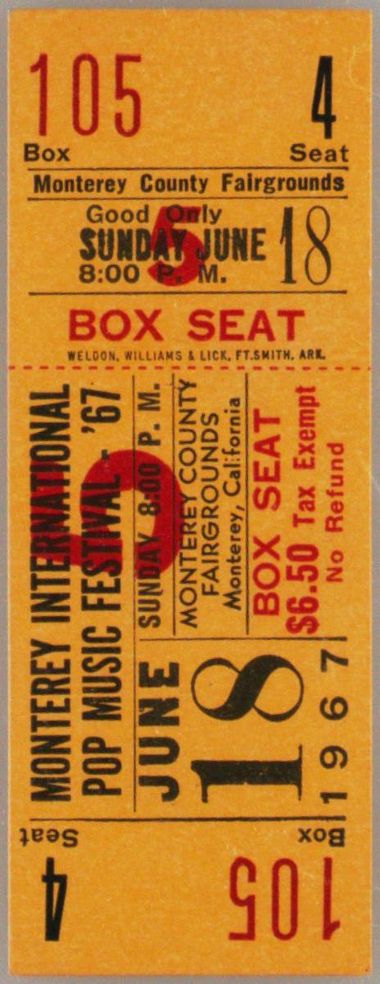 105 4
Box Seat
Monterey County Fairgrounds
Good Only
SUNDAY JUNE 18
8:00 P. M.
5
BOX SEAT
WELDON, WILLIAMS & LICK, FT. SMITH, ARK.
MONTEREY INTERNATIONAL
POP MUSIC FESTIVAL - '67
5
SUNDAY 8:00 P. M.
MONTEREY COUNTY
FAIRGROUNDS
Monterey, California
BOX SEAT
$6.50 Tax Exempt
No Refund
JUNE
18
1967
Box Seat
105 4